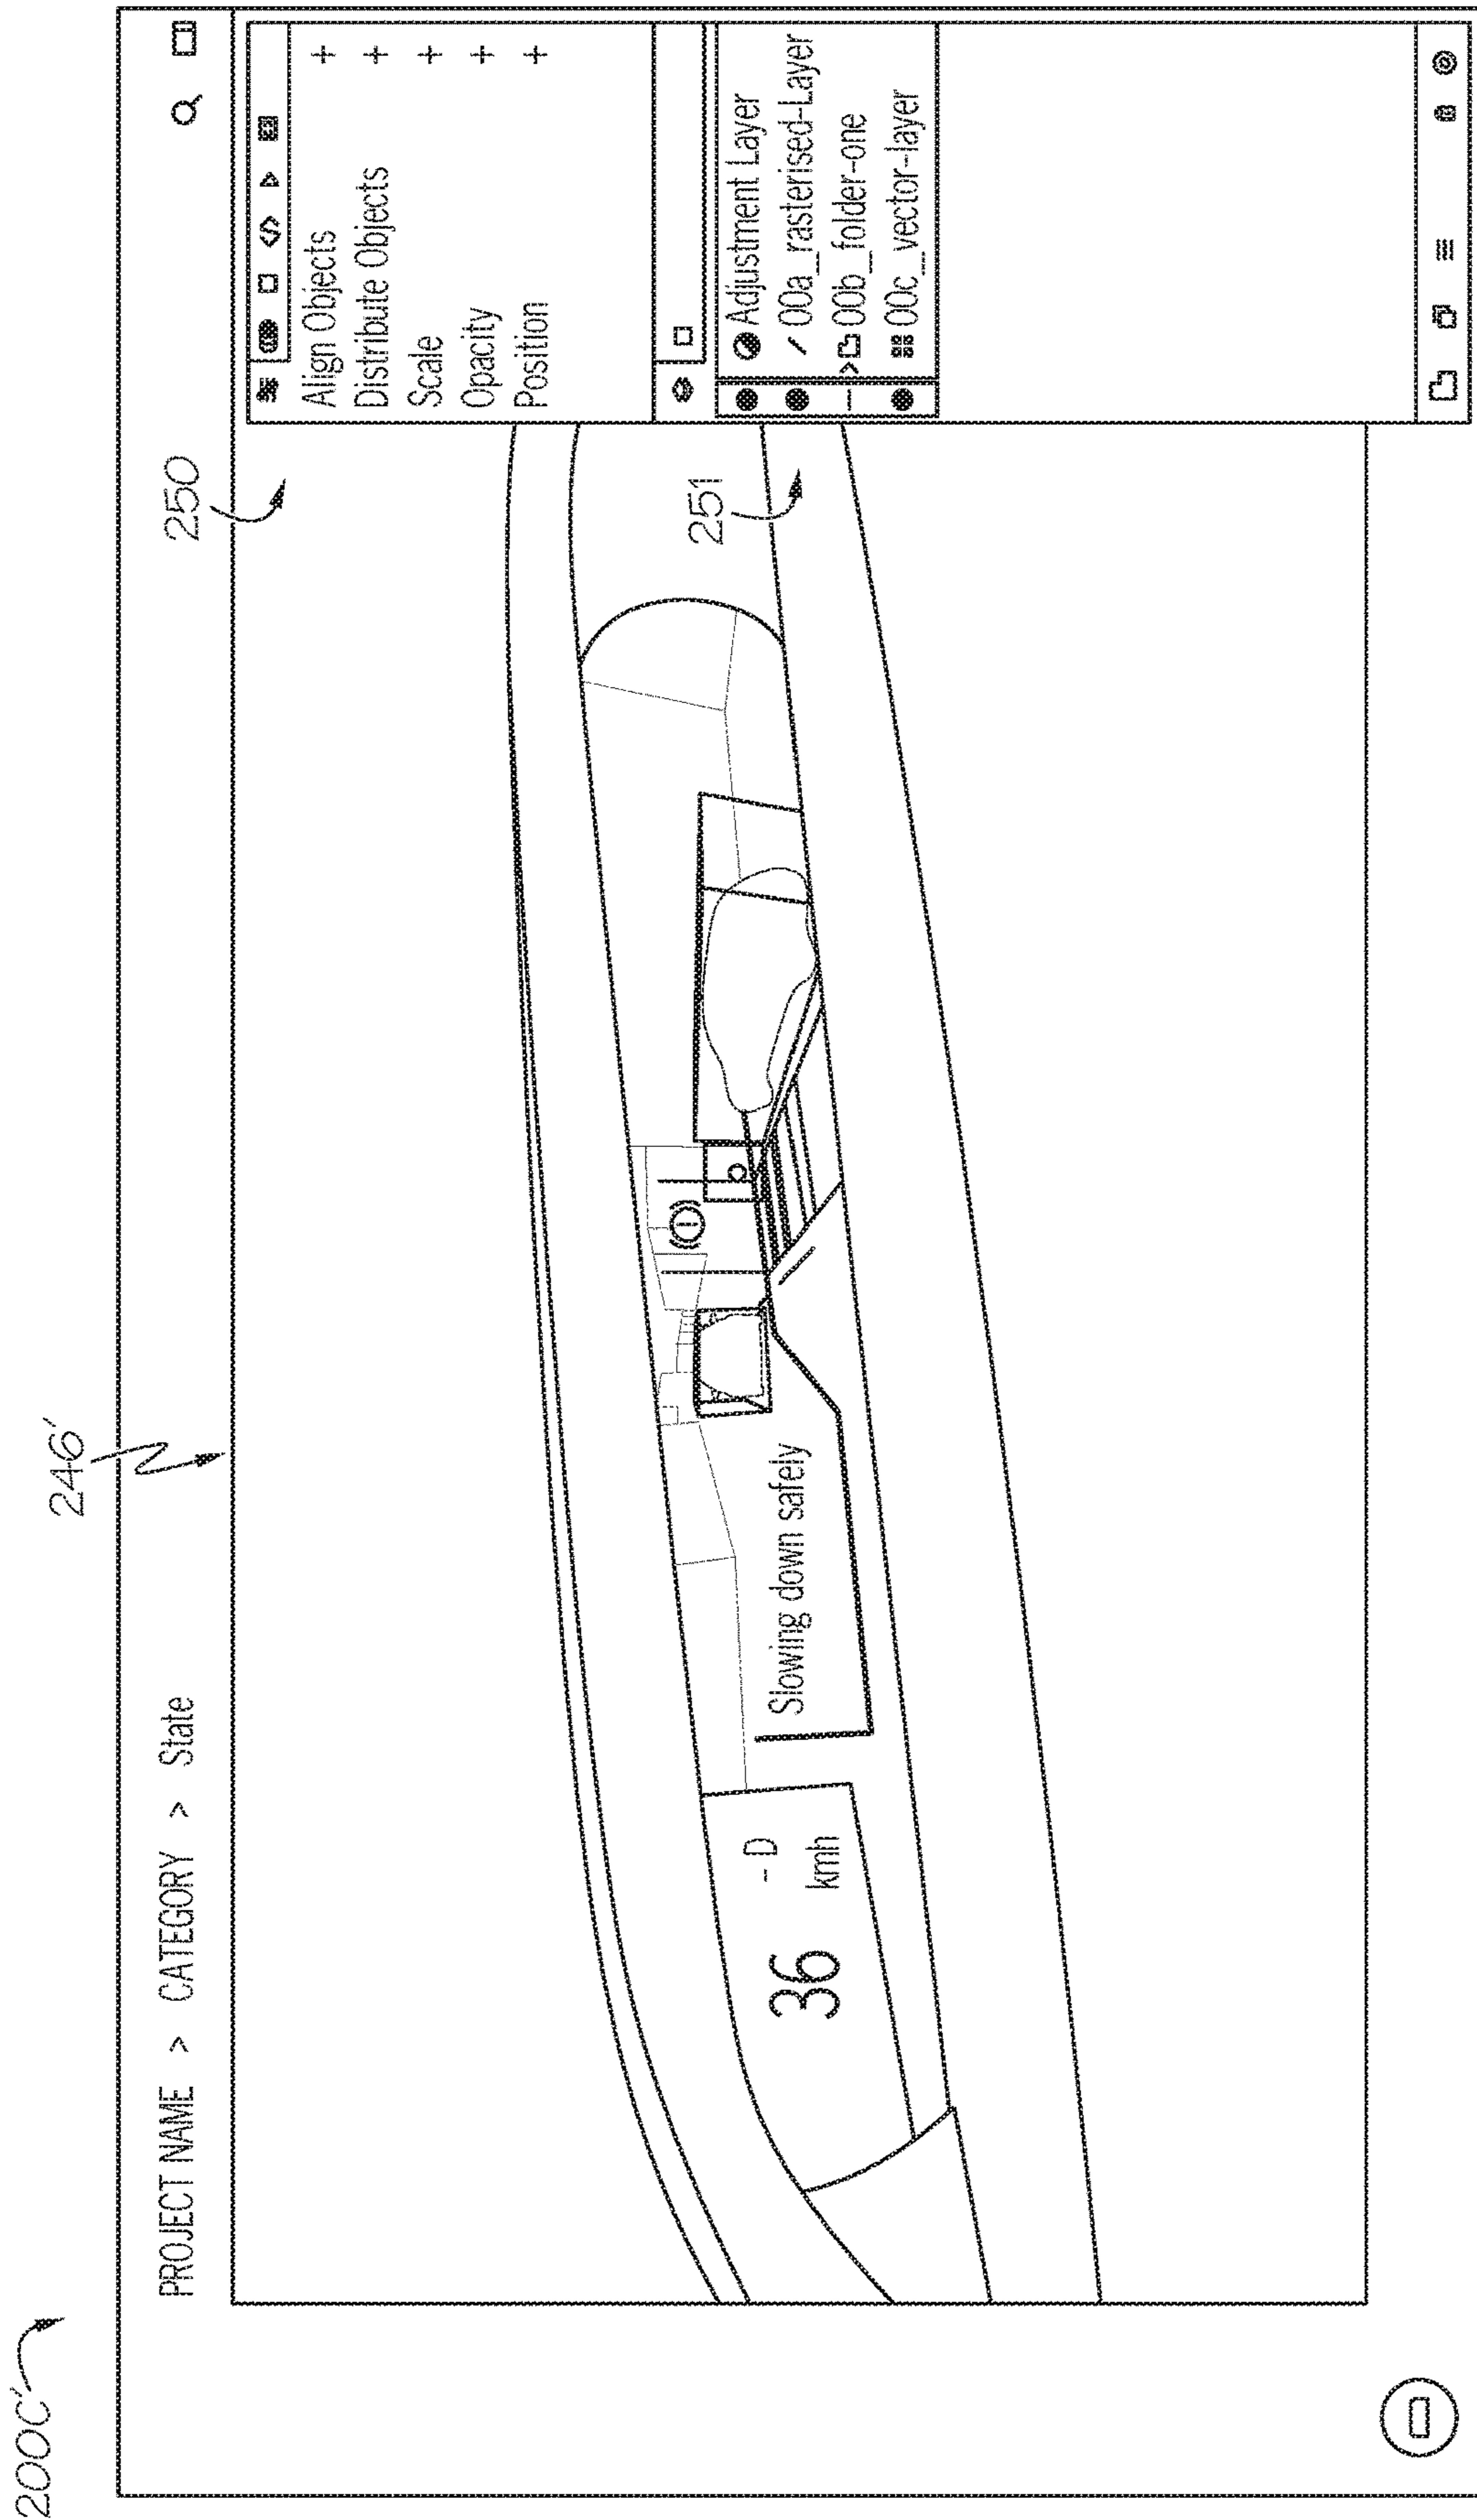 200C'
246'
PROJECT NAME > CATEGORY > State
250
Align Objects +
Distribute Objects +
Scale +
Opacity +
Position +
251
Adjustment Layer
00a_rasterised-Layer
00b_folder-one
00c_vector-layer
36 - D
kmh
Slowing down safely